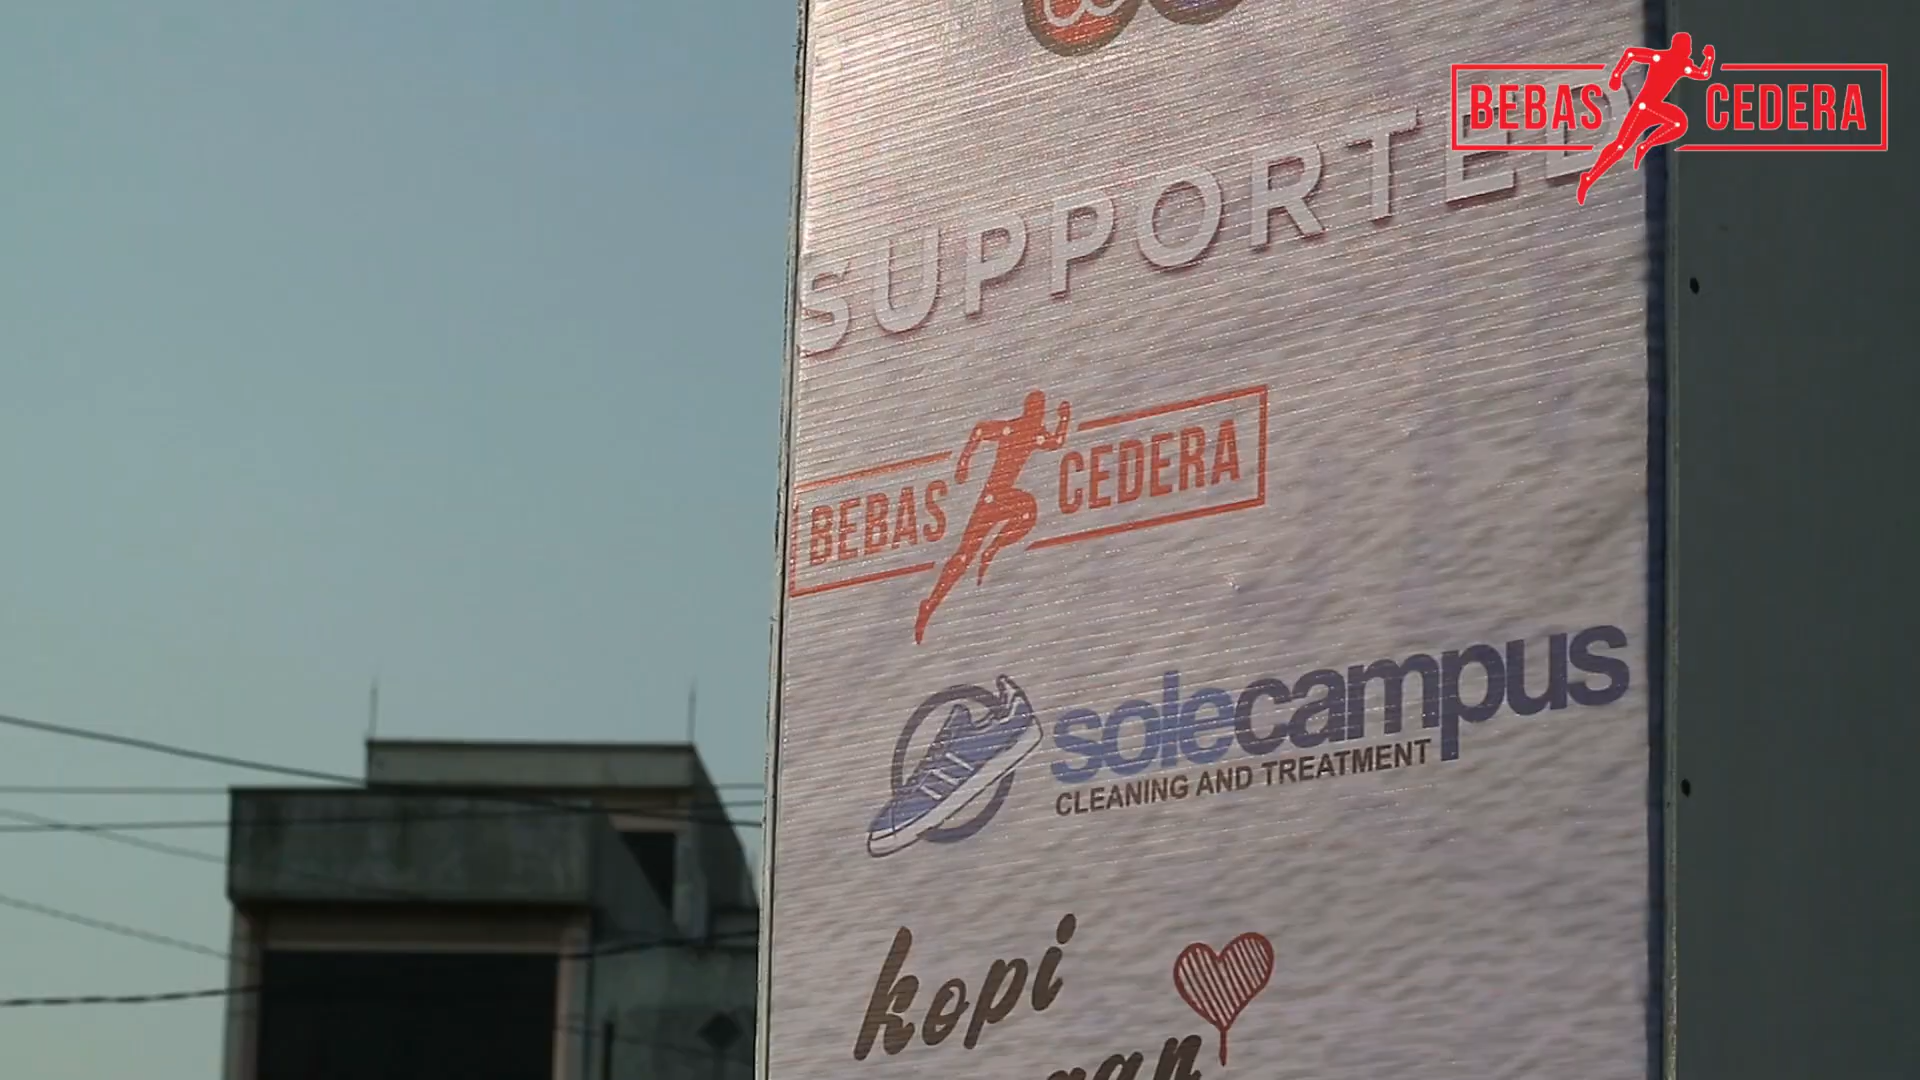 BEBAS CEDERA
SUPPORTED
BEBAS CEDERA
solecampus
CLEANING AND TREATMENT
kopi